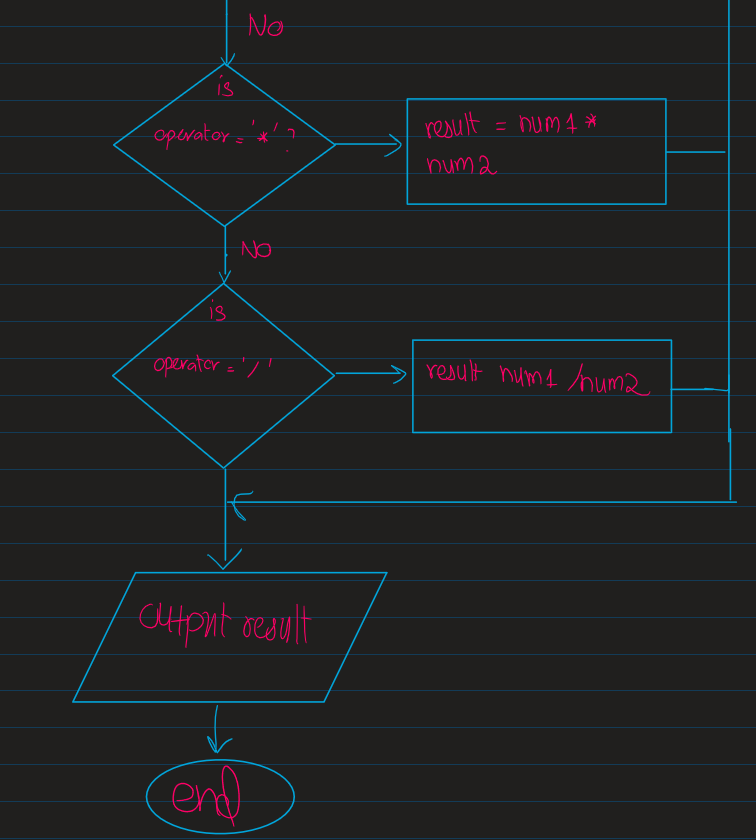 No
is
operator = '*' ?
result = num1 *
num2
No
is
operator = '/'
result num1 /num2
output result
end